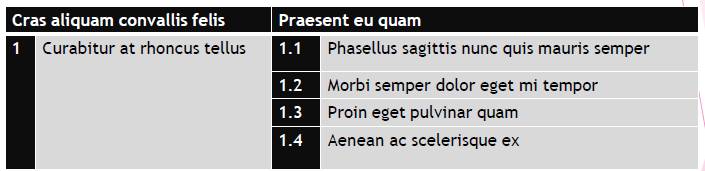 Cras aliquam convallis felis Praesent eu quam
1 Curabitur at rhoncus tellus 1.1 Phasellus sagittis nunc quis mauris semper
1.2 Morbi semper dolor eget mi tempor
1.3 Proin eget pulvinar quam
1.4 Aenean ac scelerisque ex